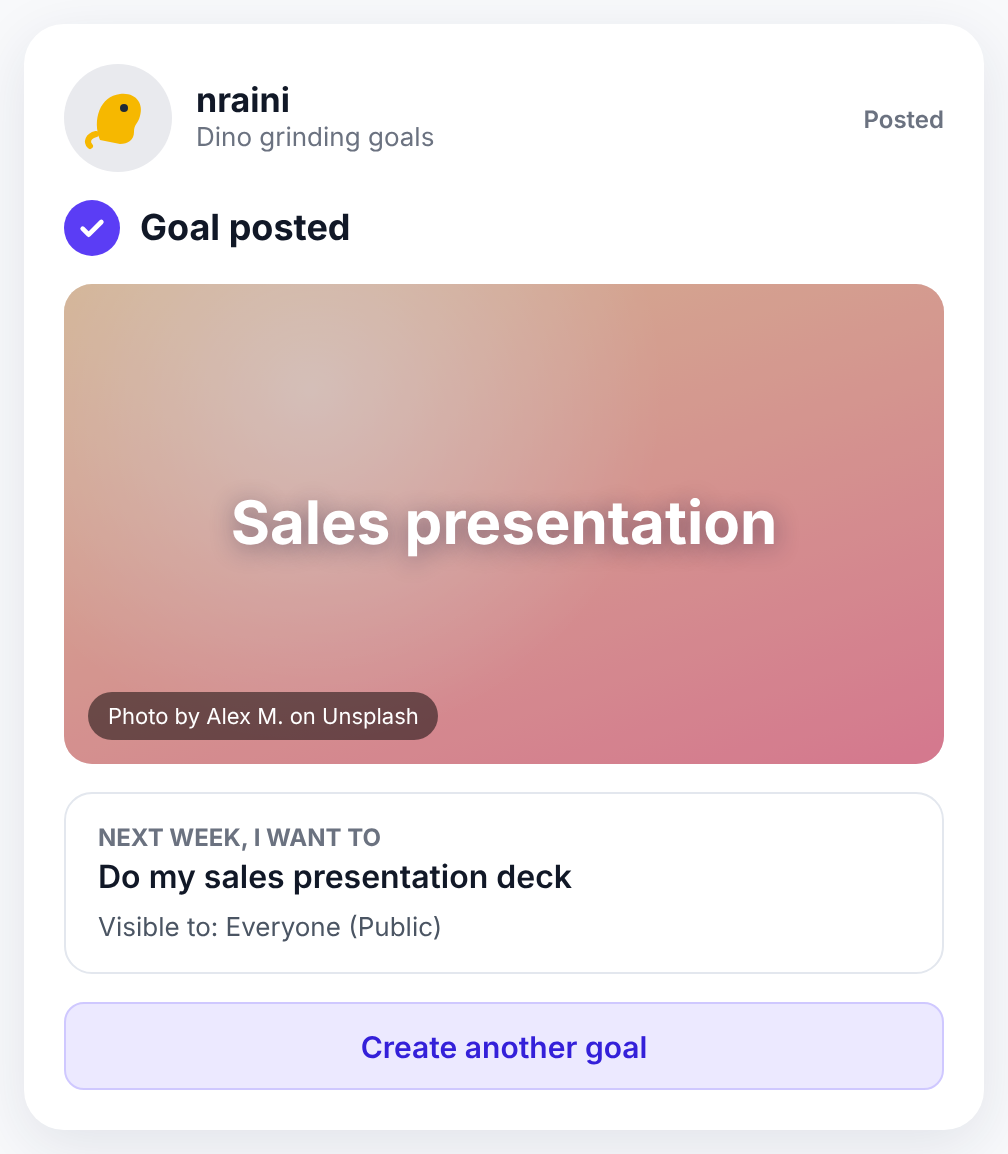 nraini
Dino grinding goals
Posted
Goal posted
Sales presentation
Photo by Alex M. on Unsplash
NEXT WEEK, I WANT TO
Do my sales presentation deck
Visible to: Everyone (Public)
Create another goal